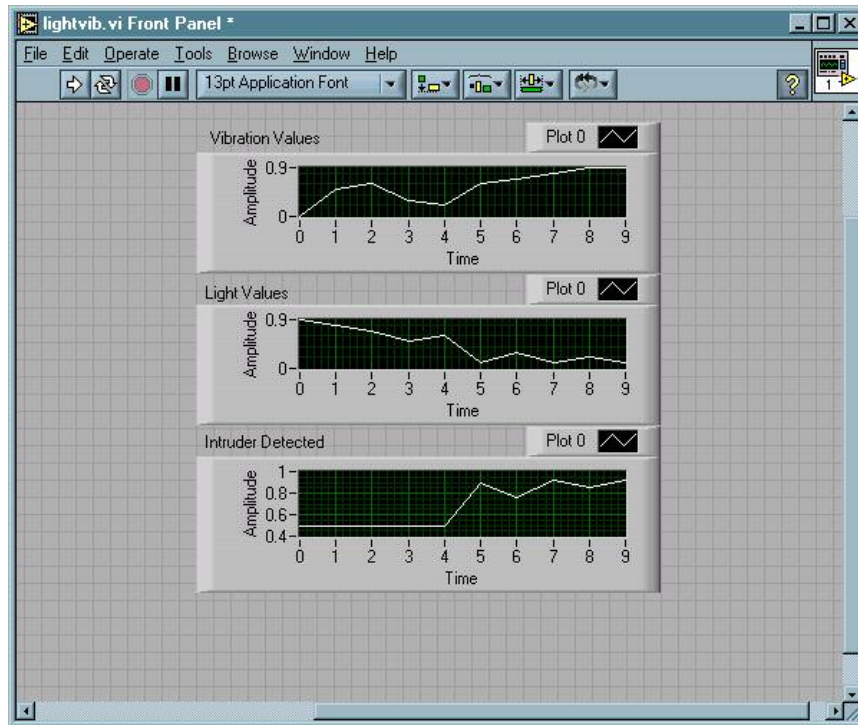 lightvib.vi Front Panel *
File Edit Operate Tools Browse Window Help
13pt Application Font
?
1
Vibration Values
Plot 0
Amplitude
0.9
0
0 1 2 3 4 5 6 7 8 9
Time
Light Values
Plot 0
Amplitude
0.9
0
0 1 2 3 4 5 6 7 8 9
Time
Intruder Detected
Plot 0
Amplitude
1
0.8
0.6
0.4
0 1 2 3 4 5 6 7 8 9
Time